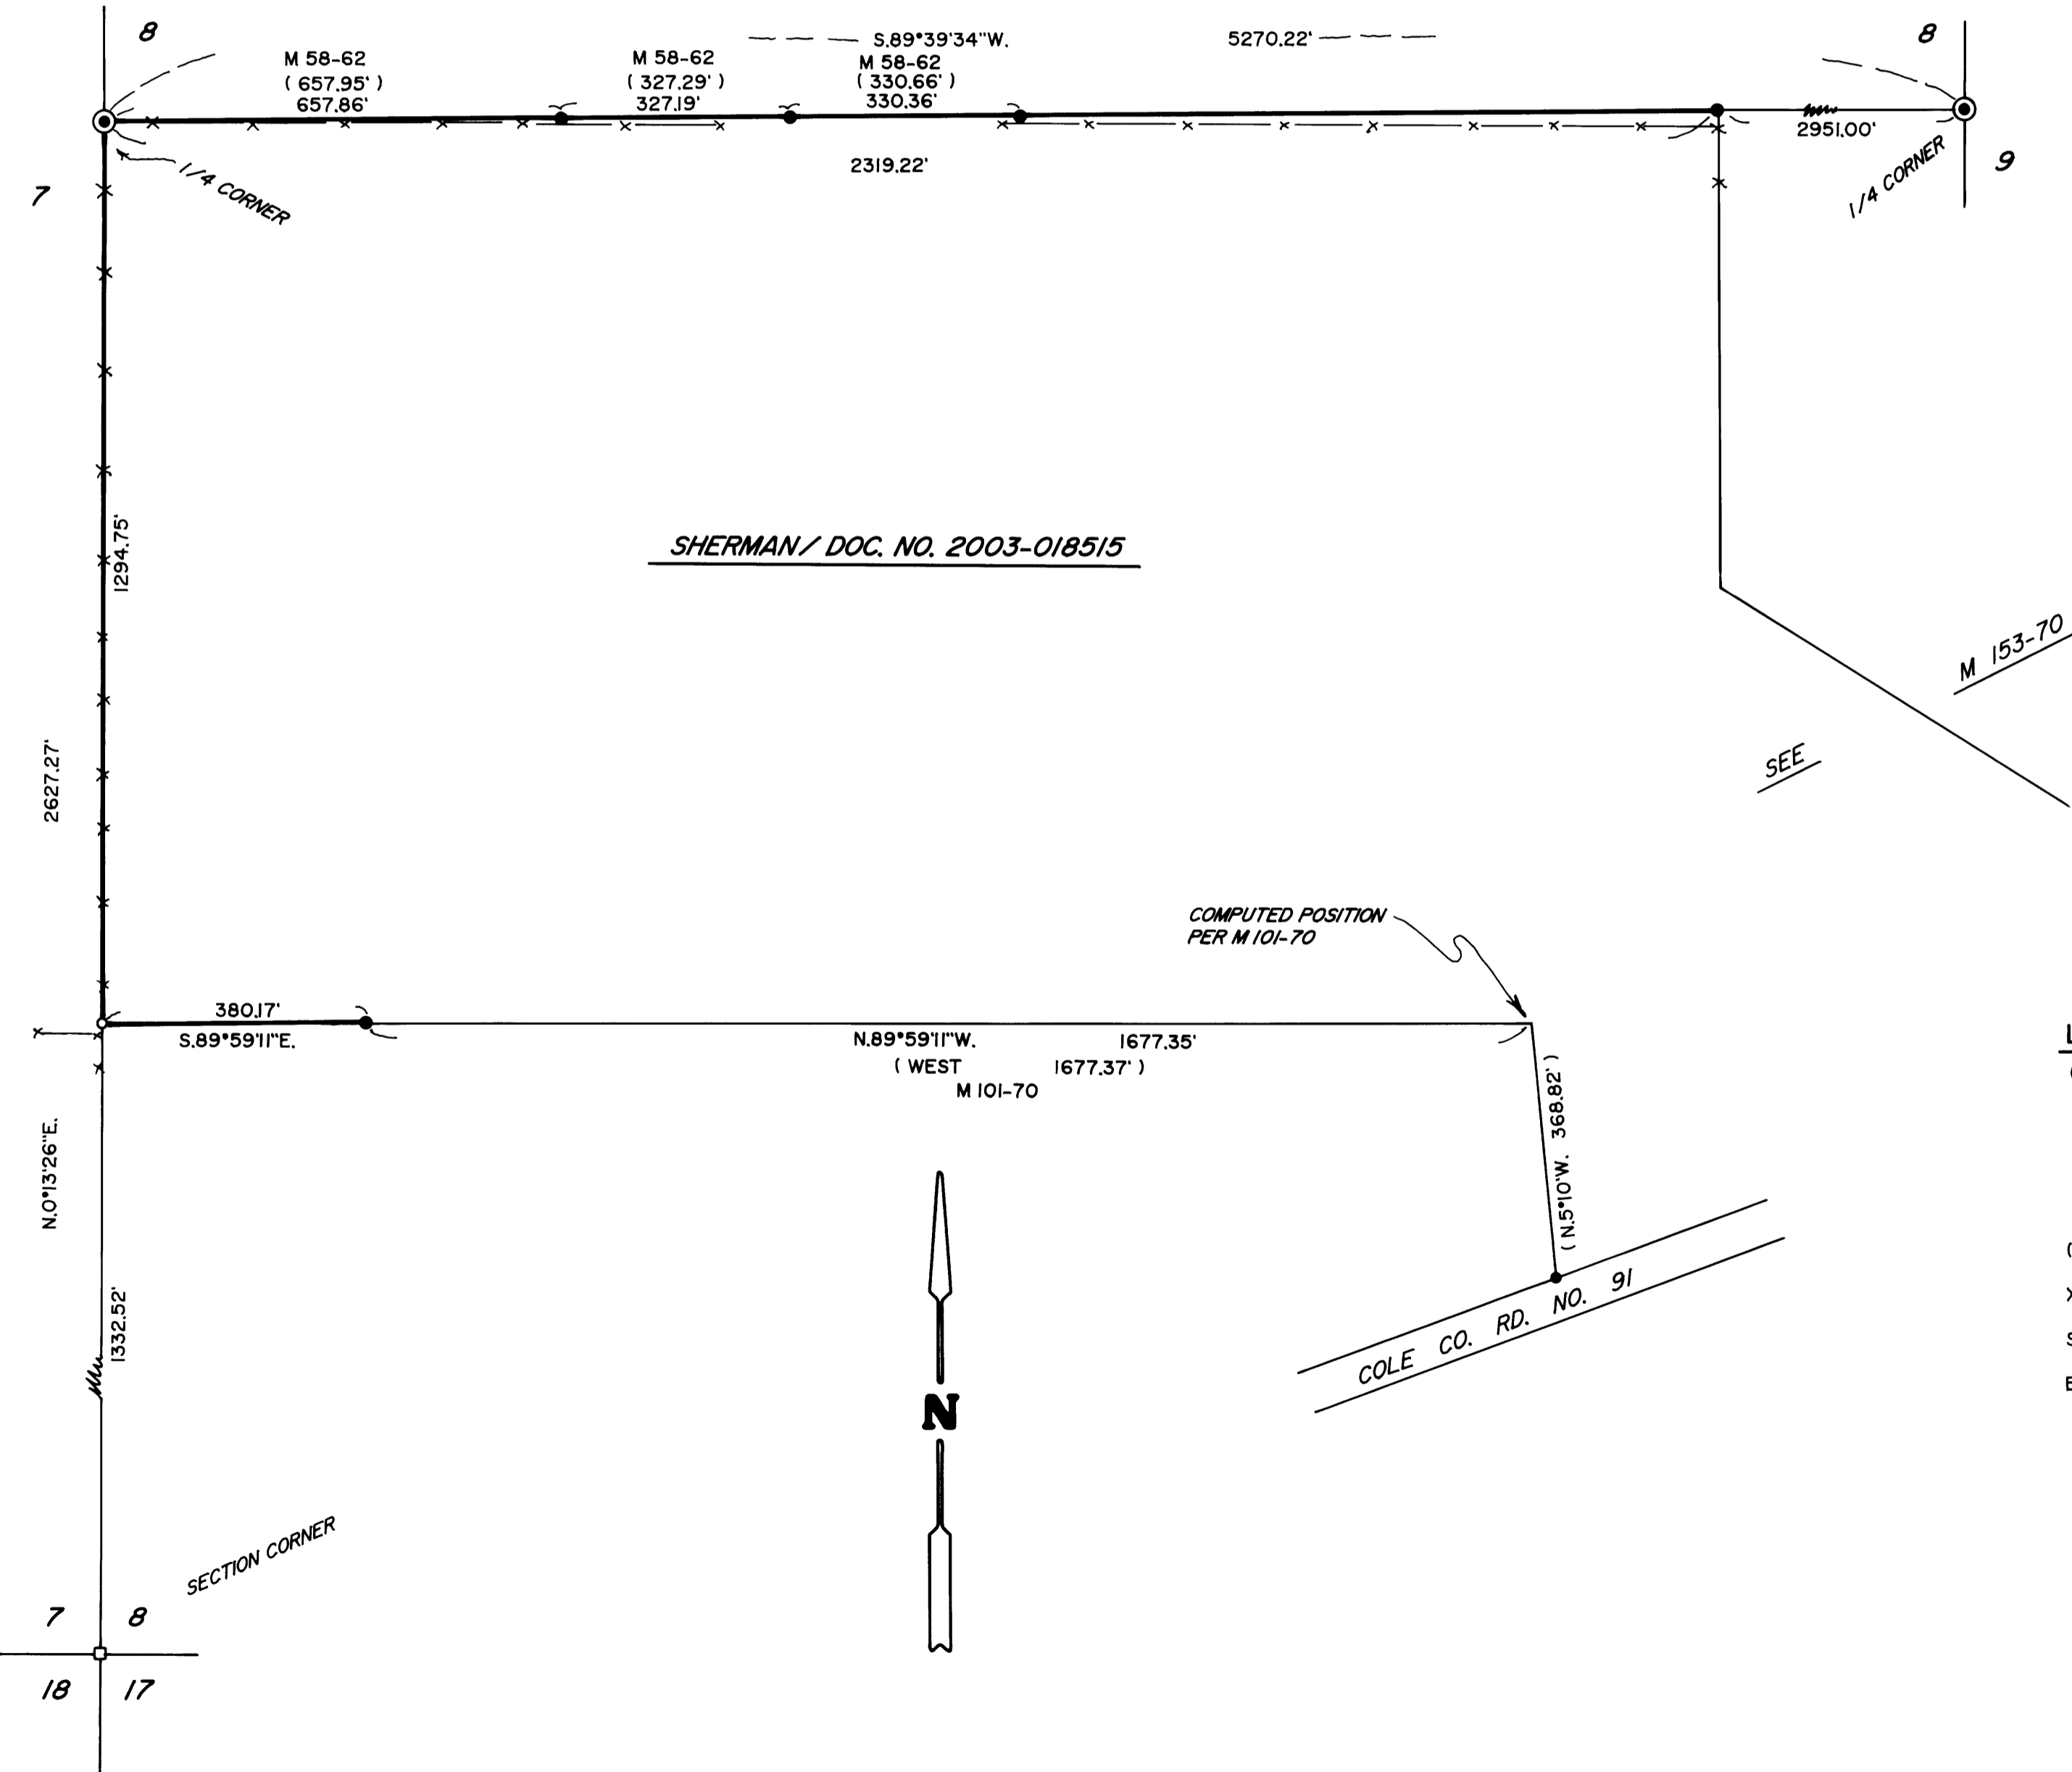 8
S.89°39'34"W. 5270.22'
8
M 58-62
( 657.95' )
657.86'
M 58-62
( 327.29' )
327.19'
M 58-62
( 330.66' )
330.36'
2951.00'
2319.22'
1/4 CORNER
1/4 CORNER
7
9
1294.75'
SHERMAN / DOC. NO. 2003-018515
M 153-70
SEE
2627.27'
COMPUTED POSITION
PER M 101-70
380.17'
S.89°59'11"E.
N.89°59'11"W. 1677.35'
( WEST 1677.37' )
M 101-70
( N.5°10'W. 368.82' )
N.0°13'26"E.
1332.52'
COLE CO. RD. NO. 91
N
SECTION CORNER
7 8
18 17